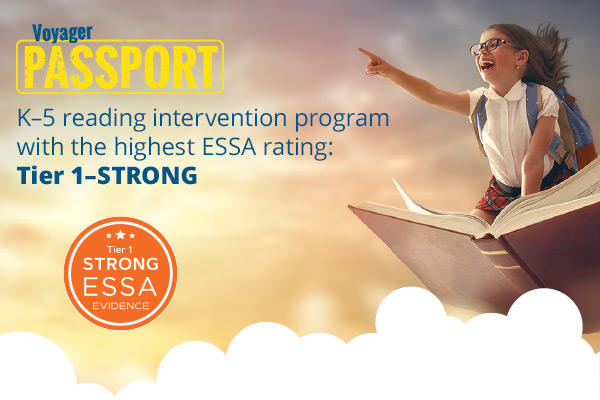 Voyager
PASSPORT
K–5 reading intervention program
with the highest ESSA rating:
Tier 1–STRONG
Tier 1
STRONG
ESSA
EVIDENCE